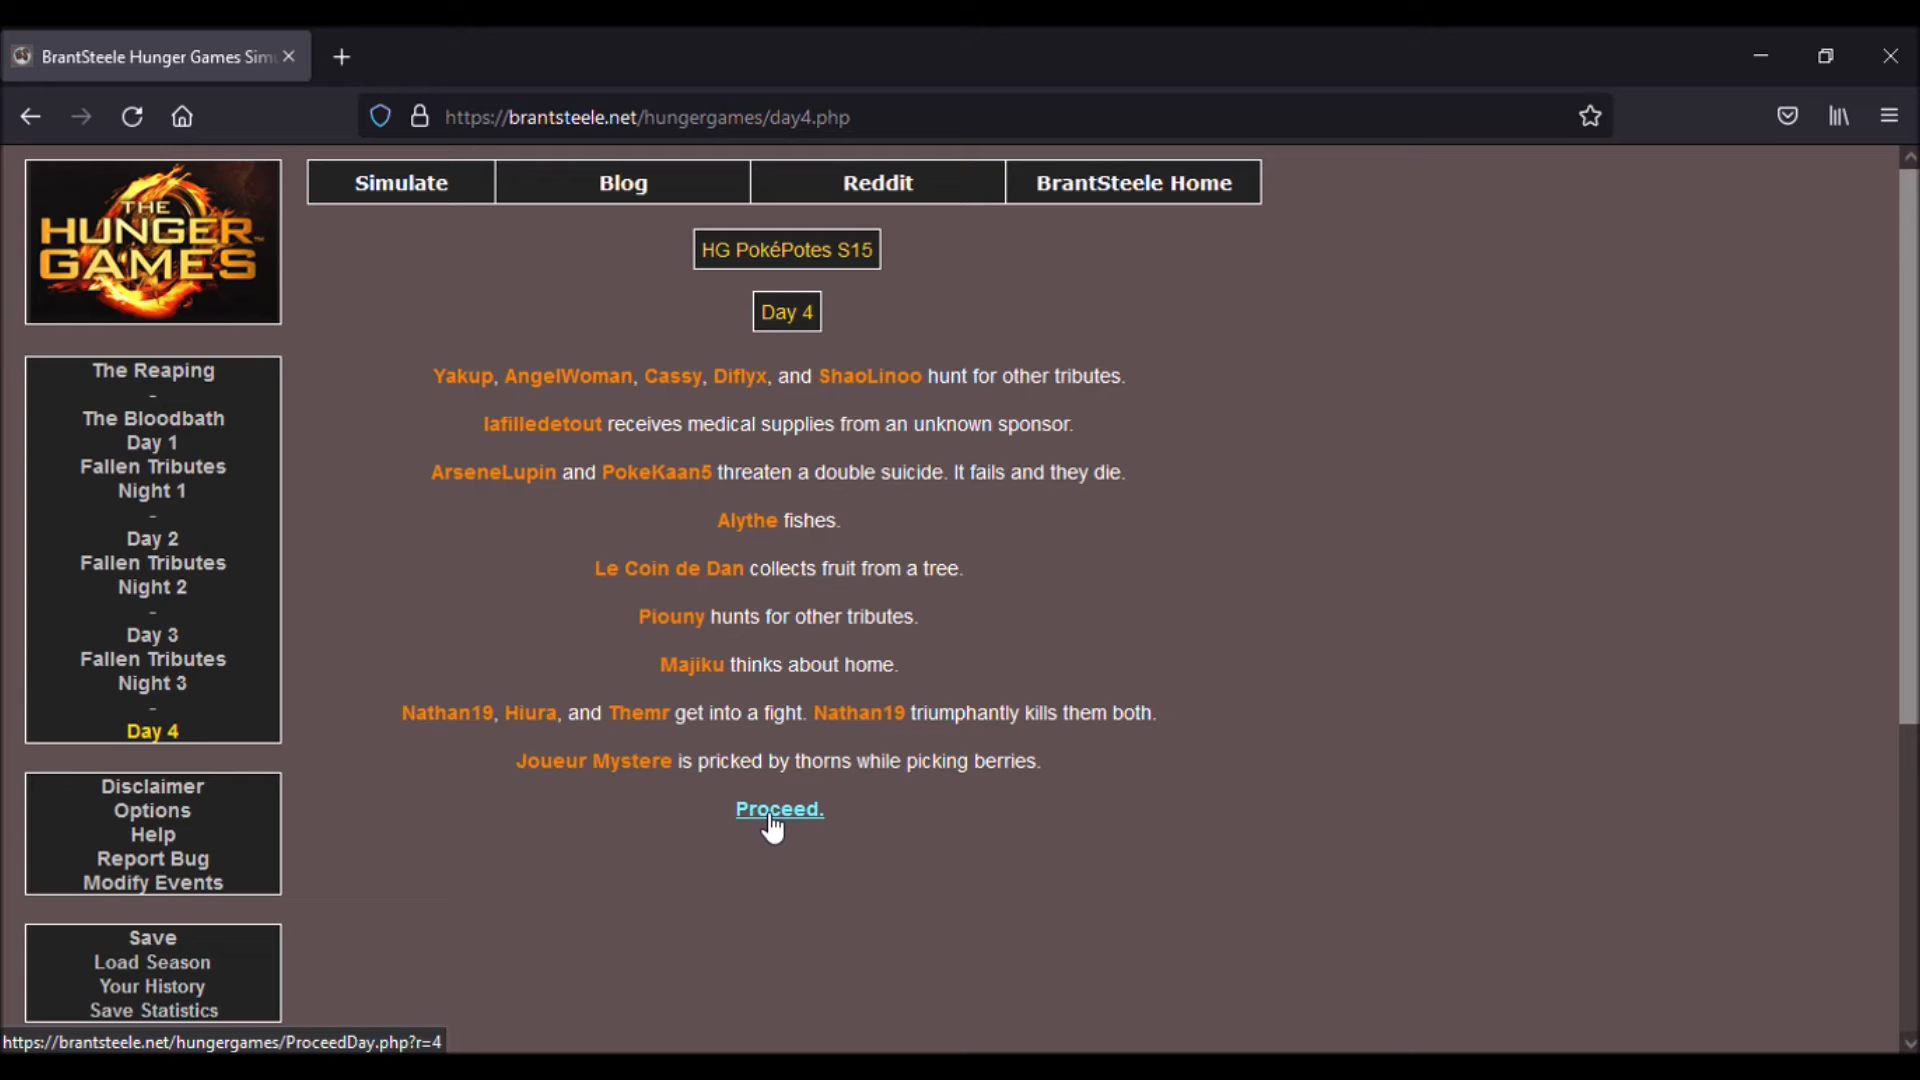 BrantSteele Hunger Games Sim
https://brantsteele.net/hungergames/day4.php
THE
HUNGER
GAMES
Simulate
Blog
Reddit
BrantSteele Home
HG PokéPotes S15
Day 4
The Reaping
-
The Bloodbath
Day 1
Fallen Tributes
Night 1
-
Day 2
Fallen Tributes
Night 2
-
Day 3
Fallen Tributes
Night 3
-
Day 4
Yakup, AngelWoman, Cassy, Diflyx, and ShaoLinoo hunt for other tributes.
lafilledetout receives medical supplies from an unknown sponsor.
ArseneLupin and PokeKaan5 threaten a double suicide. It fails and they die.
Alythe fishes.
Le Coin de Dan collects fruit from a tree.
Piouny hunts for other tributes.
Majiku thinks about home.
Nathan19, Hiura, and Themr get into a fight. Nathan19 triumphantly kills them both.
Joueur Mystere is pricked by thorns while picking berries.
Proceed.
Disclaimer
Options
Help
Report Bug
Modify Events
Save
Load Season
Your History
Save Statistics
https://brantsteele.net/hungergames/ProceedDay.php?r=4